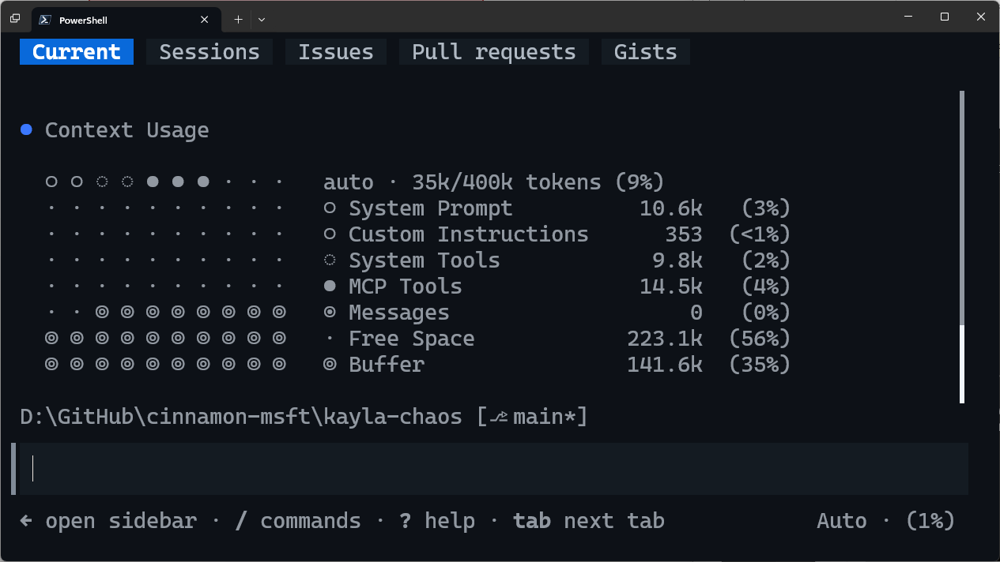 PowerShell
Current Sessions Issues Pull requests Gists
● Context Usage
auto · 35k/400k tokens (9%)
○ System Prompt 10.6k (3%)
○ Custom Instructions 353 (<1%)
◌ System Tools 9.8k (2%)
● MCP Tools 14.5k (4%)
◉ Messages 0 (0%)
· Free Space 223.1k (56%)
◎ Buffer 141.6k (35%)
D:\GitHub\cinnamon-msft\kayla-chaos [⎇ main*]
← open sidebar · / commands · ? help · tab next tab Auto · (1%)